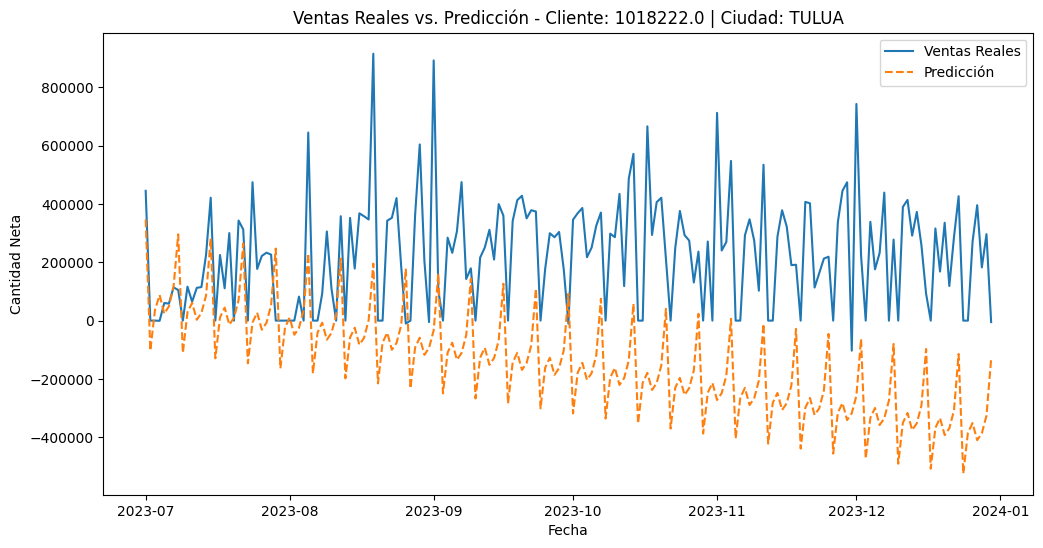 Ventas Reales vs. Predicción - Cliente: 1018222.0 | Ciudad: TULUA
Ventas Reales
Predicción
Cantidad Neta
800000
600000
400000
200000
0
−200000
−400000
2023-07
2023-08
2023-09
2023-10
2023-11
2023-12
2024-01
Fecha